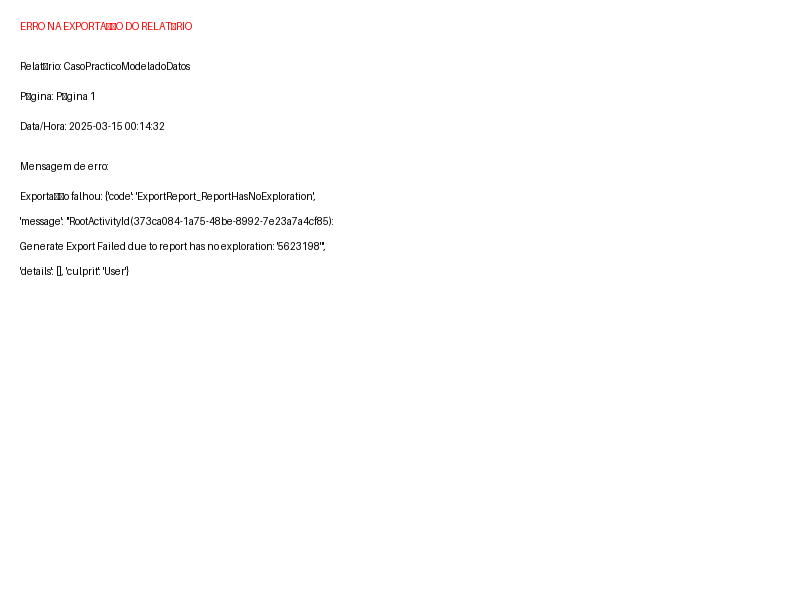 ERRO NA EXPORTA▯▯O DO RELAT▯RIO
Relat▯rio: CasoPracticoModeladoDatos
P▯gina: P▯gina 1
Data/Hora: 2025-03-15 00:14:32
Mensagem de erro:
Exporta▯▯o falhou: {'code': 'ExportReport_ReportHasNoExploration',
'message': "RootActivityId(373ca084-1a75-48be-8992-7e23a7a4cf85):
Generate Export Failed due to report has no exploration: '5623198'",
'details': [], 'culprit': 'User'}